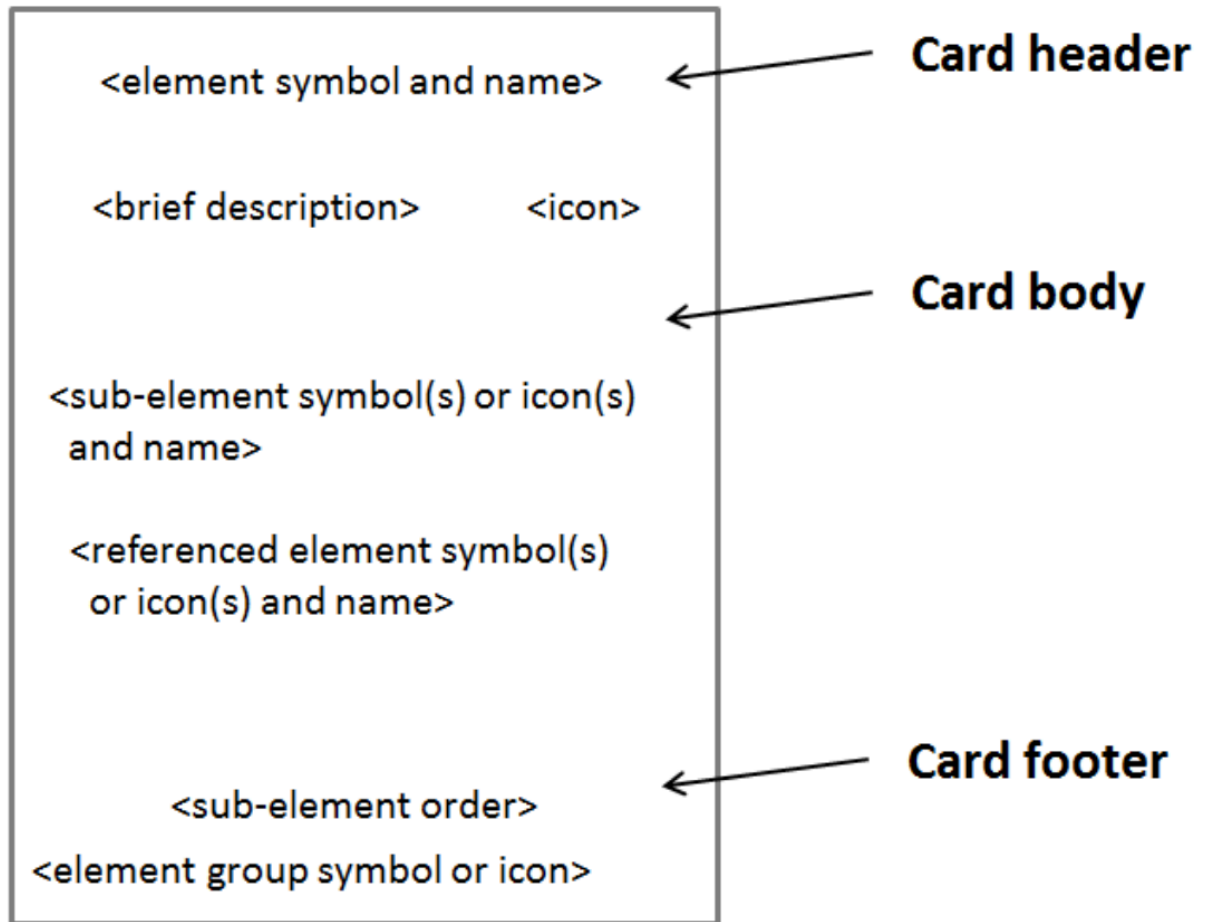 <element symbol and name>
Card header
<brief description> <icon>
Card body
<sub-element symbol(s) or icon(s)
and name>
<referenced element symbol(s)
or icon(s) and name>
Card footer
<sub-element order>
<element group symbol or icon>